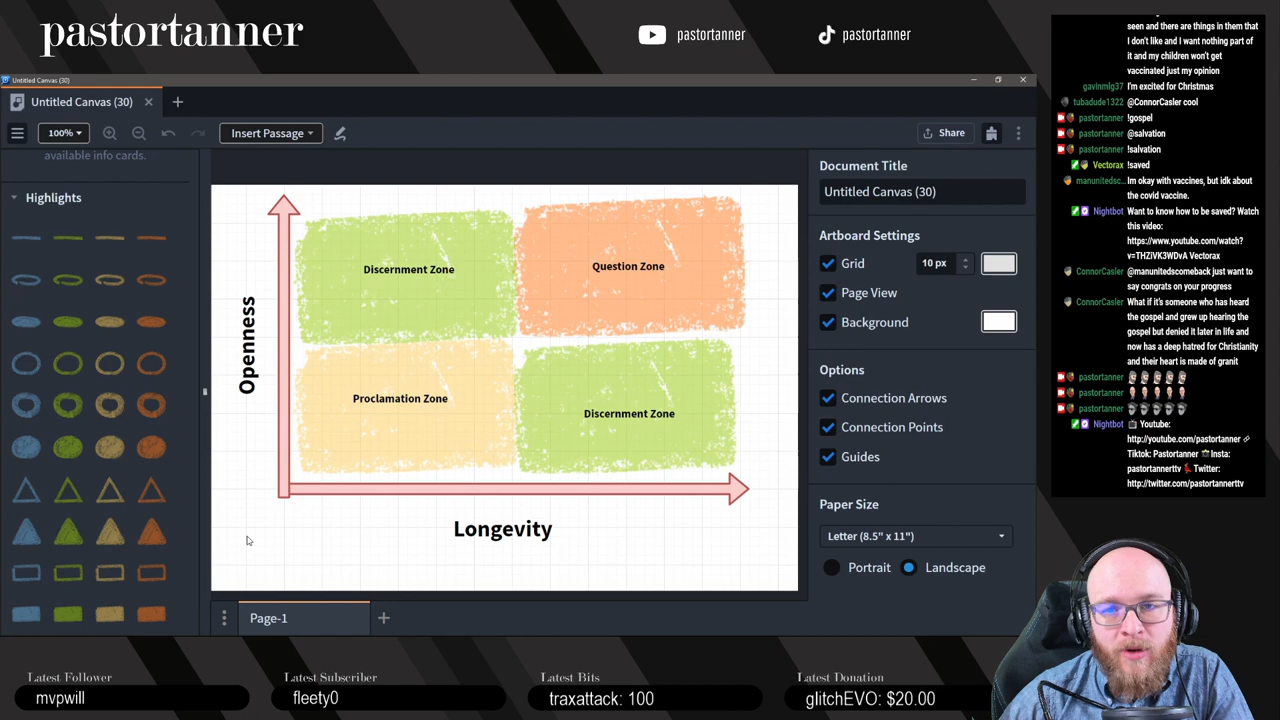 pastortanner
pastortanner
pastortanner
Untitled Canvas (30)
Untitled Canvas (30)
100%
Insert Passage
Share
available info cards.
Highlights
Openness
Discernment Zone
Question Zone
Proclamation Zone
Discernment Zone
Longevity
Page-1
Document Title
Untitled Canvas (30)
Artboard Settings
Grid
10 px
Page View
Background
Options
Connection Arrows
Connection Points
Guides
Paper Size
Letter (8.5" x 11")
Portrait
Landscape
seen and there are things in them that
I don't like and I want nothing part of
it and my children won't get
vaccinated just my opinion
gavinmlg37 I'm excited for Christmas
tubadude1322 @ConnorCasler cool
pastortanner !gospel
pastortanner @salvation
pastortanner !salvation
Vectorax !saved
manunitedsc... Im okay with vaccines, but idk about
the covid vaccine.
Nightbot Want to know how to be saved? Watch
this video:
https://www.youtube.com/watch?
v=THZiVK3WDvA Vectorax
ConnorCasler @manunitedscomeback just want to
say congrats on your progress
ConnorCasler What if it's someone who has heard
the gospel and grew up hearing the
gospel but denied it later in life and
now has a deep hatred for Christianity
and their heart is made of granit
pastortanner
pastortanner
pastortanner
Nightbot Youtube:
http://youtube.com/pastortanner
Tiktok: Pastortanner Insta:
pastortannerttv Twitter:
http://twitter.com/pastortannerttv
Latest Follower
mvpwill
Latest Subscriber
fleety0
Latest Bits
traxattack: 100
Latest Donation
glitchEVO: $20.00